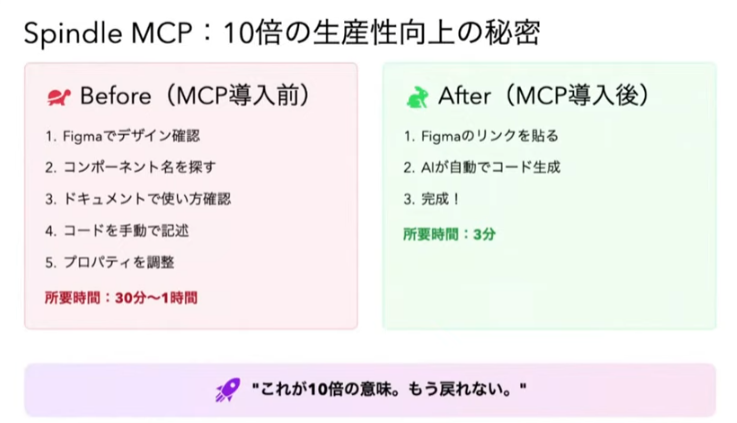 Spindle MCP：10倍の生産性向上の秘密
Before（MCP導入前）
1. Figmaでデザイン確認
2. コンポーネント名を探す
3. ドキュメントで使い方確認
4. コードを手動で記述
5. プロパティを調整
所要時間：30分〜1時間
After（MCP導入後）
1. Figmaのリンクを貼る
2. AIが自動でコード生成
3. 完成！
所要時間：3分
"これが10倍の意味。もう戻れない。"